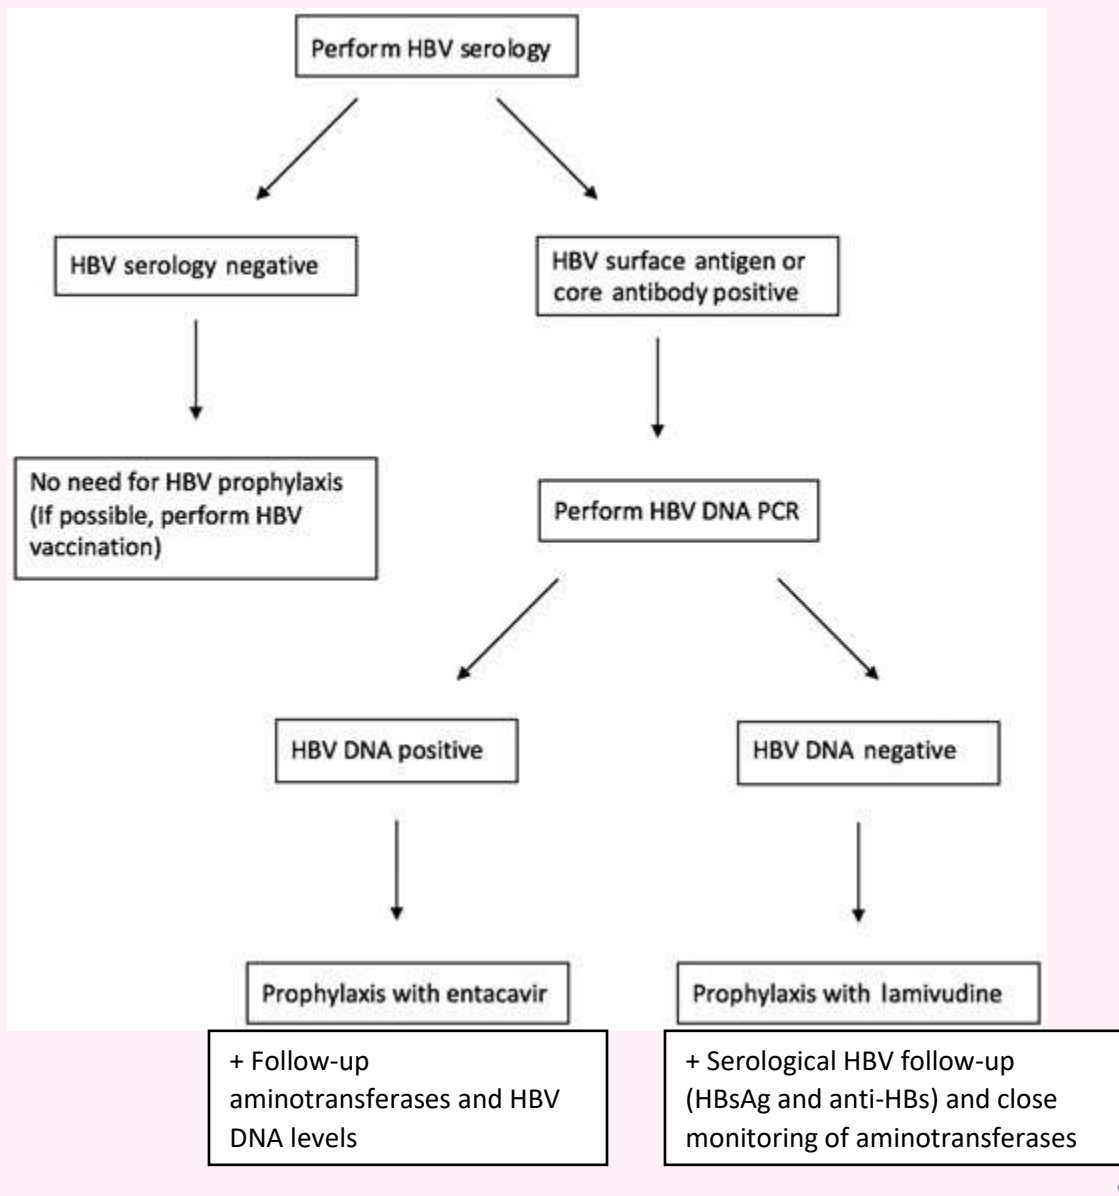 Perform HBV serology
HBV serology negative
HBV surface antigen or
core antibody positive
No need for HBV prophylaxis
(If possible, perform HBV
vaccination)
Perform HBV DNA PCR
HBV DNA positive
HBV DNA negative
Prophylaxis with entacavir
Prophylaxis with lamivudine
+ Follow-up
aminotransferases and HBV
DNA levels
+ Serological HBV follow-up
(HBsAg and anti-HBs) and close
monitoring of aminotransferases